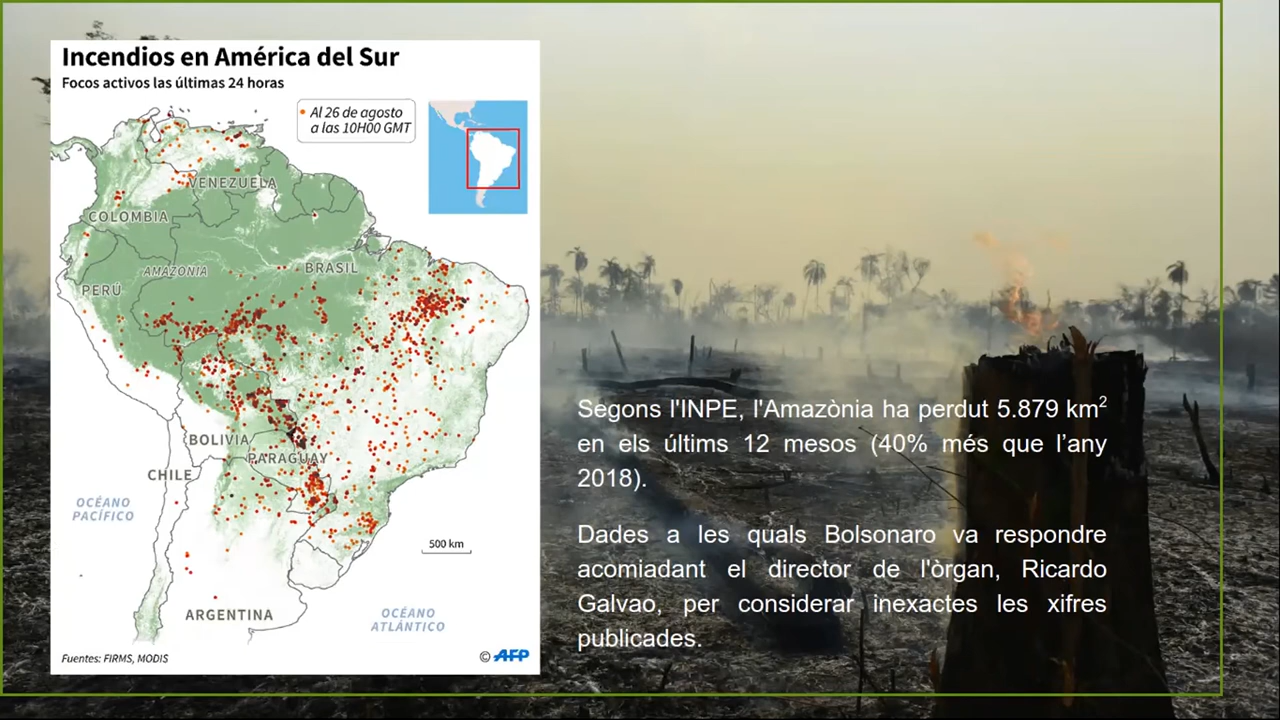 Incendios en América del Sur
Focos activos las últimas 24 horas
Al 26 de agosto
a las 10H00 GMT
VENEZUELA
COLOMBIA
AMAZONIA
BRASIL
PERÚ
BOLIVIA
PARAGUAY
CHILE
OCÉANO
PACÍFICO
500 km
ARGENTINA
OCÉANO
ATLÁNTICO
Fuentes: FIRMS, MODIS
© AFP
Segons l'INPE, l'Amazònia ha perdut 5.879 km²
en els últims 12 mesos (40% més que l’any
2018).
Dades a les quals Bolsonaro va respondre
acomiadant el director de l'òrgan, Ricardo
Galvao, per considerar inexactes les xifres
publicades.